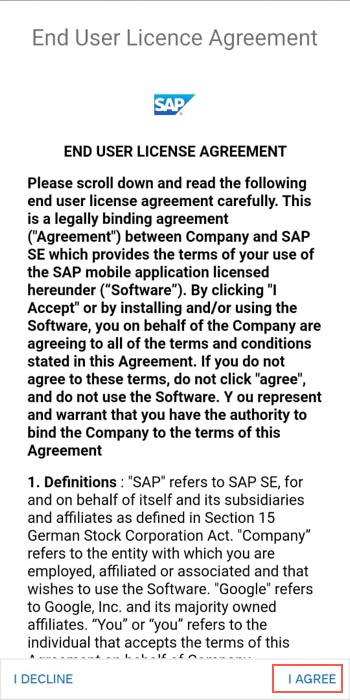 End User Licence Agreement
SAP
END USER LICENSE AGREEMENT
Please scroll down and read the following
end user license agreement carefully. This
is a legally binding agreement
("Agreement") between Company and SAP
SE which provides the terms of your use of
the SAP mobile application licensed
hereunder (“Software”). By clicking "I
Accept" or by installing and/or using the
Software, you on behalf of the Company are
agreeing to all of the terms and conditions
stated in this Agreement. If you do not
agree to these terms, do not click "agree",
and do not use the Software. Y ou represent
and warrant that you have the authority to
bind the Company to the terms of this
Agreement
1. Definitions : "SAP" refers to SAP SE, for
and on behalf of itself and its subsidiaries
and affiliates as defined in Section 15
German Stock Corporation Act. "Company”
refers to the entity with which you are
employed, affiliated or associated and that
wishes to use the Software. "Google" refers
to Google, Inc. and its majority owned
affiliates. “You” or “you” refers to the
individual that accepts the terms of this
I DECLINE
I AGREE